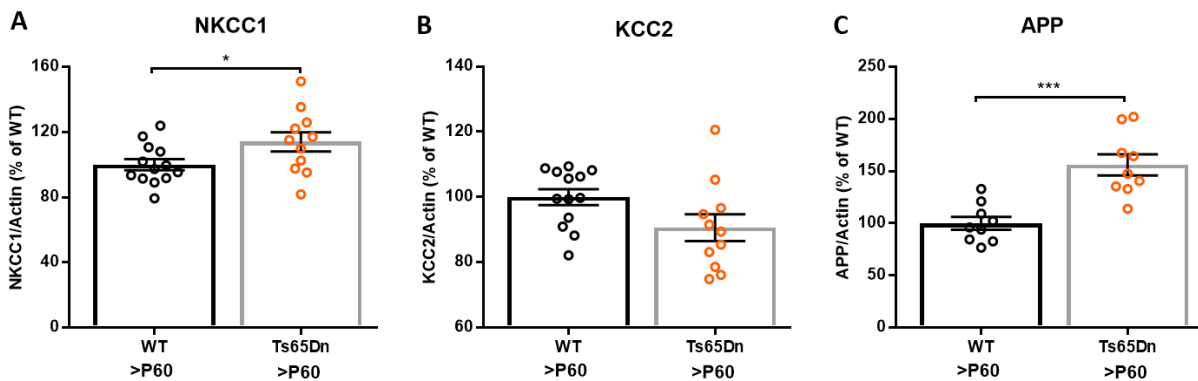 A
NKCC1
NKCC1/Actin (% of WT)
160
120
80
40
0
*
WT
>P60
Ts65Dn
>P60
B
KCC2
KCC2/Actin (% of WT)
140
120
100
80
60
WT
>P60
Ts65Dn
>P60
C
APP
APP/Actin (% of WT)
250
200
150
100
50
0
***
WT
>P60
Ts65Dn
>P60